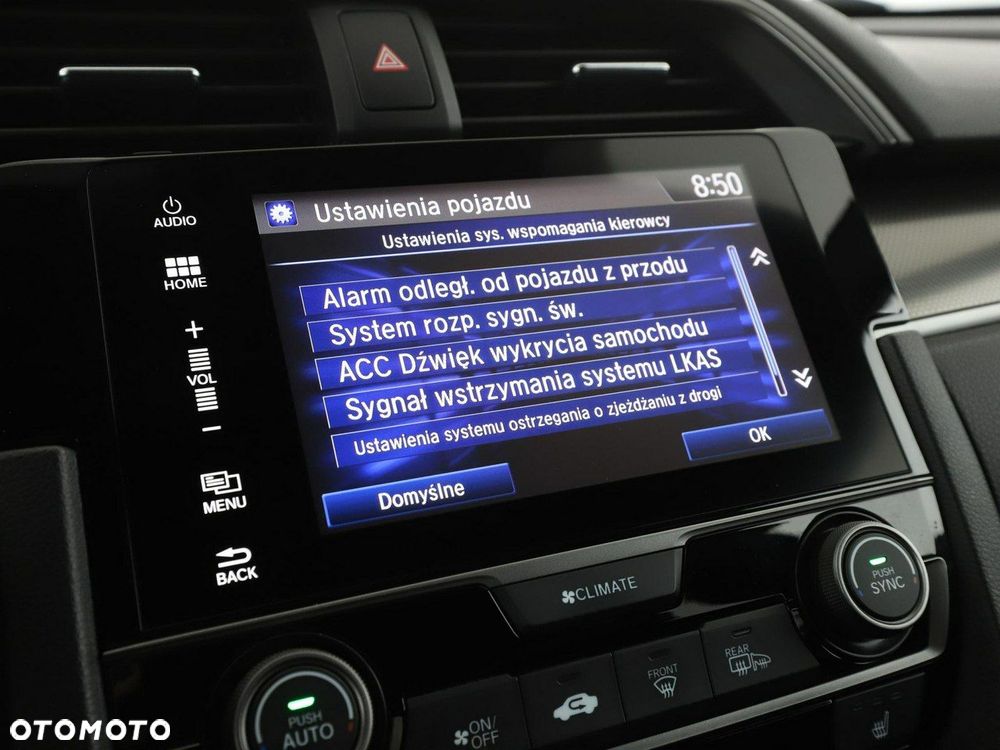 AUDIO
HOME
+
VOL
-
MENU
BACK
Ustawienia pojazdu
8:50
Ustawienia sys. wspomagania kierowcy
Alarm odległ. od pojazdu z przodu
System rozp. sygn. św.
ACC Dźwięk wykrycia samochodu
Sygnał wstrzymania systemu LKAS
Ustawienia systemu ostrzegania o zjeżdżaniu z drogi
Domyślne
OK
CLIMATE
PUSH
SYNC
PUSH
AUTO
ON/
OFF
FRONT
REAR
OTOMOTO